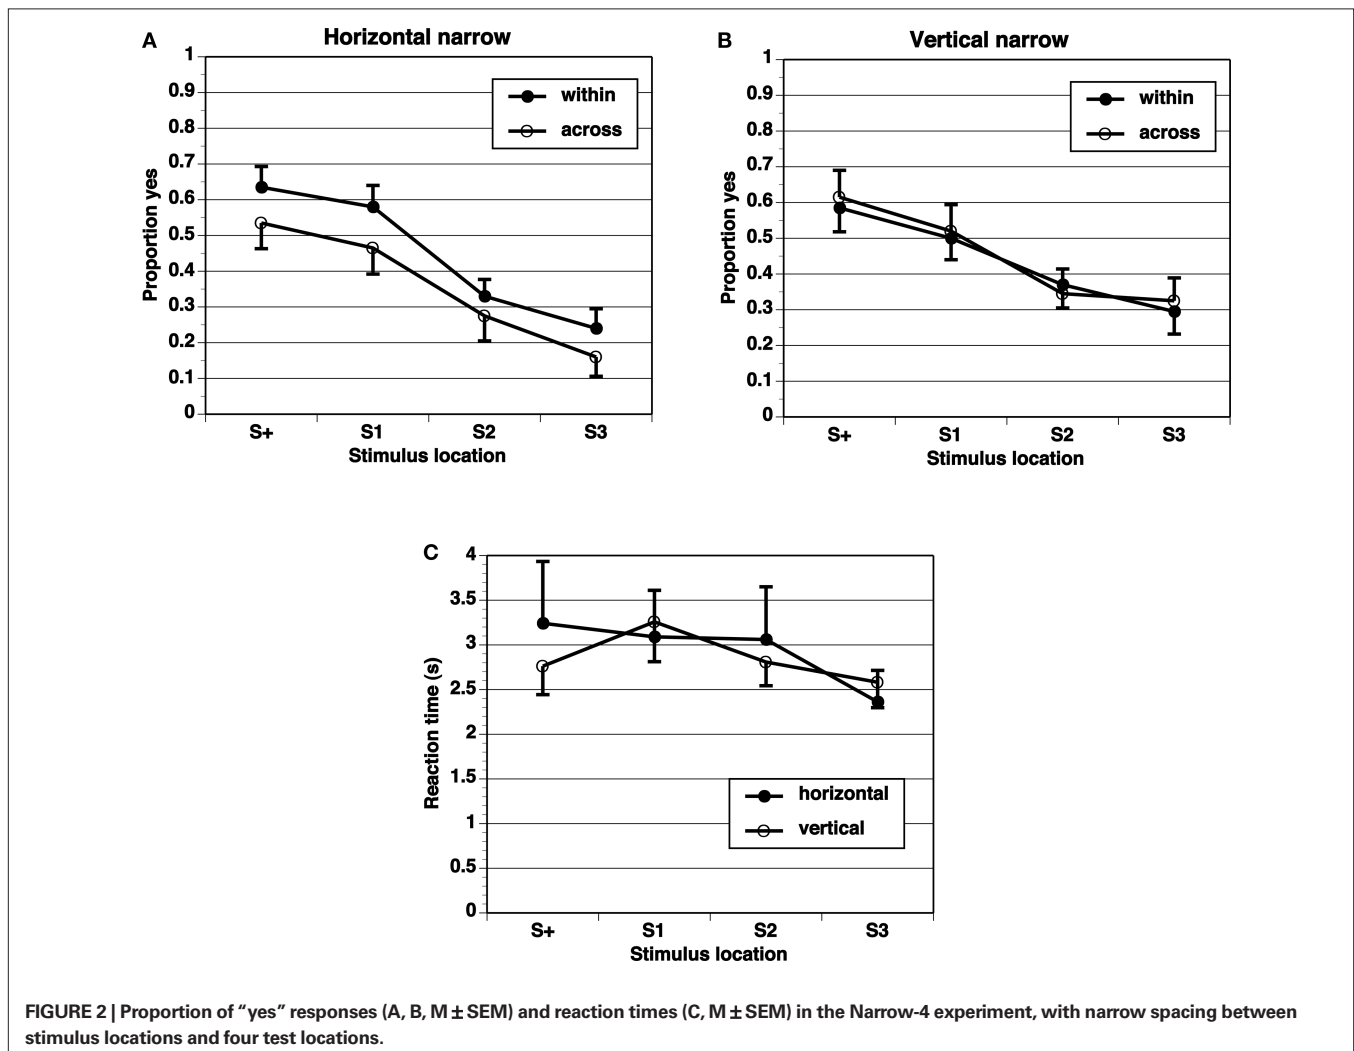 A
Horizontal narrow
1
0.9
0.8
0.7
0.6
0.5
0.4
0.3
0.2
0.1
0
Proportion yes
within
across
S+ S1 S2 S3
Stimulus location
B
Vertical narrow
1
0.9
0.8
0.7
0.6
0.5
0.4
0.3
0.2
0.1
0
Proportion yes
within
across
S+ S1 S2 S3
Stimulus location
C
4
3.5
3
2.5
2
1.5
1
0.5
0
Reaction time (s)
horizontal
vertical
S+ S1 S2 S3
Stimulus location
FIGURE 2 | Proportion of “yes” responses (A, B, M ± SEM) and reaction times (C, M ± SEM) in the Narrow-4 experiment, with narrow spacing between
stimulus locations and four test locations.